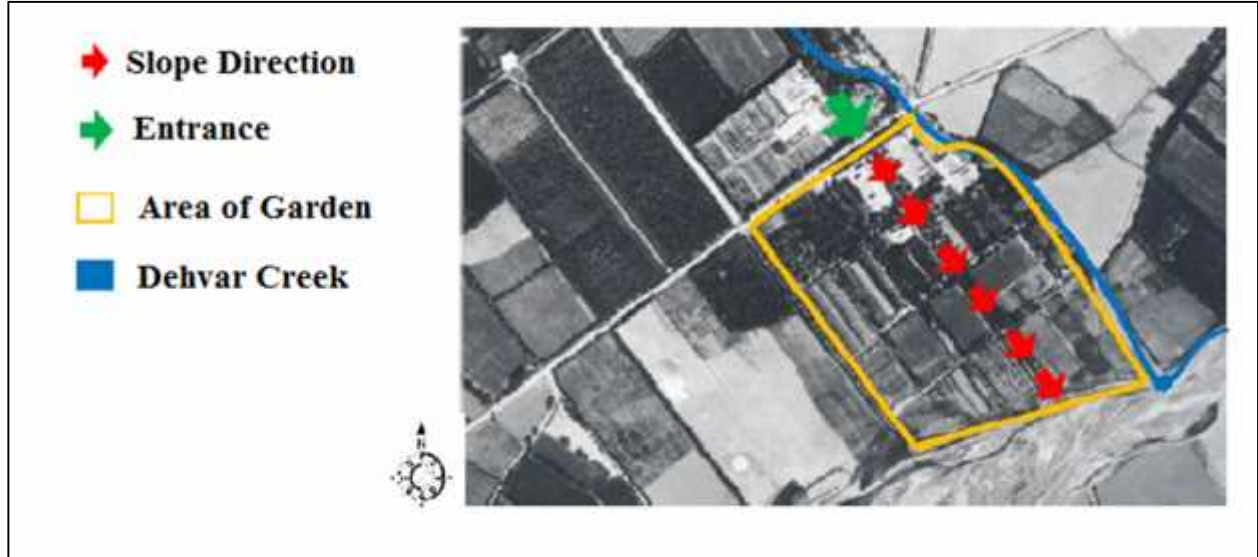 Slope Direction
Entrance
Area of Garden
Dehvar Creek
N